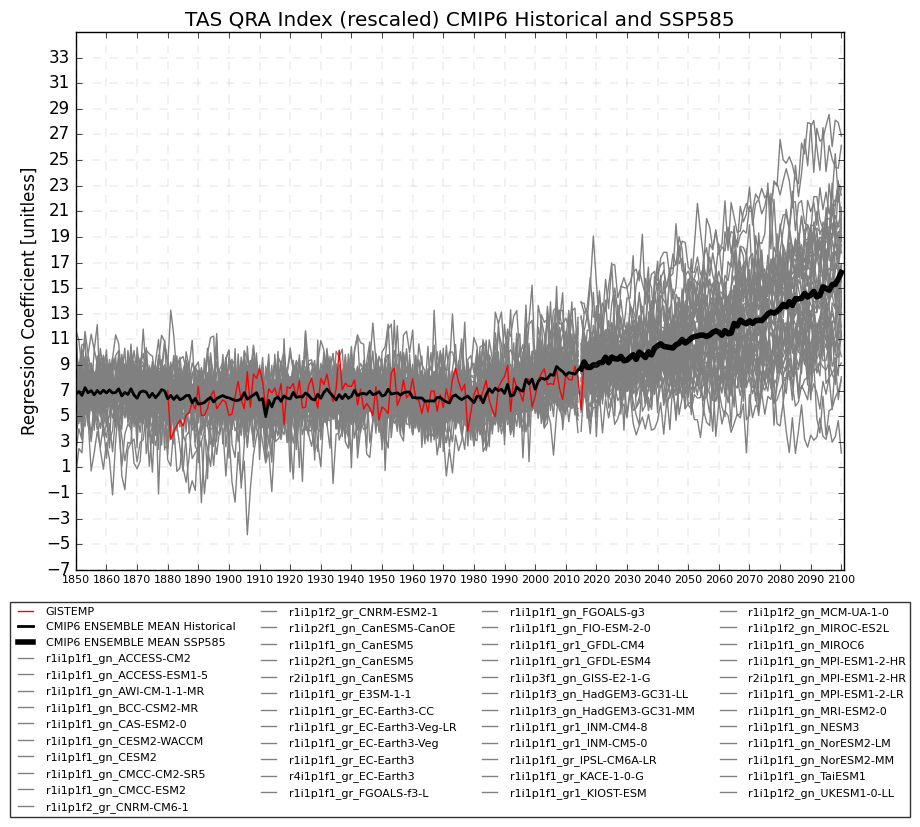 TAS QRA Index (rescaled) CMIP6 Historical and SSP585
Regression Coefficient [unitless]
33
31
29
27
25
23
21
19
17
15
13
11
9
7
5
3
1
−1
−3
−5
−7
1850 1860 1870 1880 1890 1900 1910 1920 1930 1940 1950 1960 1970 1980 1990 2000 2010 2020 2030 2040 2050 2060 2070 2080 2090 2100
GISTEMP
CMIP6 ENSEMBLE MEAN Historical
CMIP6 ENSEMBLE MEAN SSP585
r1i1p1f1_gn_ACCESS-CM2
r1i1p1f1_gn_ACCESS-ESM1-5
r1i1p1f1_gn_AWI-CM-1-1-MR
r1i1p1f1_gn_BCC-CSM2-MR
r1i1p1f1_gn_CAS-ESM2-0
r1i1p1f1_gn_CESM2-WACCM
r1i1p1f1_gn_CESM2
r1i1p1f1_gn_CMCC-CM2-SR5
r1i1p1f1_gn_CMCC-ESM2
r1i1p1f2_gr_CNRM-CM6-1
r1i1p1f2_gr_CNRM-ESM2-1
r1i1p2f1_gn_CanESM5-CanOE
r1i1p1f1_gn_CanESM5
r1i1p2f1_gn_CanESM5
r2i1p1f1_gn_CanESM5
r1i1p1f1_gr_E3SM-1-1
r1i1p1f1_gr_EC-Earth3-CC
r1i1p1f1_gr_EC-Earth3-Veg-LR
r1i1p1f1_gr_EC-Earth3-Veg
r1i1p1f1_gr_EC-Earth3
r4i1p1f1_gr_EC-Earth3
r1i1p1f1_gr_FGOALS-f3-L
r1i1p1f1_gn_FGOALS-g3
r1i1p1f1_gn_FIO-ESM-2-0
r1i1p1f1_gr1_GFDL-CM4
r1i1p1f1_gr1_GFDL-ESM4
r1i1p3f1_gn_GISS-E2-1-G
r1i1p1f3_gn_HadGEM3-GC31-LL
r1i1p1f3_gn_HadGEM3-GC31-MM
r1i1p1f1_gr1_INM-CM4-8
r1i1p1f1_gr1_INM-CM5-0
r1i1p1f1_gr_IPSL-CM6A-LR
r1i1p1f1_gr_KACE-1-0-G
r1i1p1f1_gr1_KIOST-ESM
r1i1p1f2_gn_MCM-UA-1-0
r1i1p1f2_gn_MIROC-ES2L
r1i1p1f1_gn_MIROC6
r1i1p1f1_gn_MPI-ESM1-2-HR
r2i1p1f1_gn_MPI-ESM1-2-HR
r1i1p1f1_gn_MPI-ESM1-2-LR
r1i1p1f1_gn_MRI-ESM2-0
r1i1p1f1_gn_NESM3
r1i1p1f1_gn_NorESM2-LM
r1i1p1f1_gn_NorESM2-MM
r1i1p1f1_gn_TaiESM1
r1i1p1f2_gn_UKESM1-0-LL